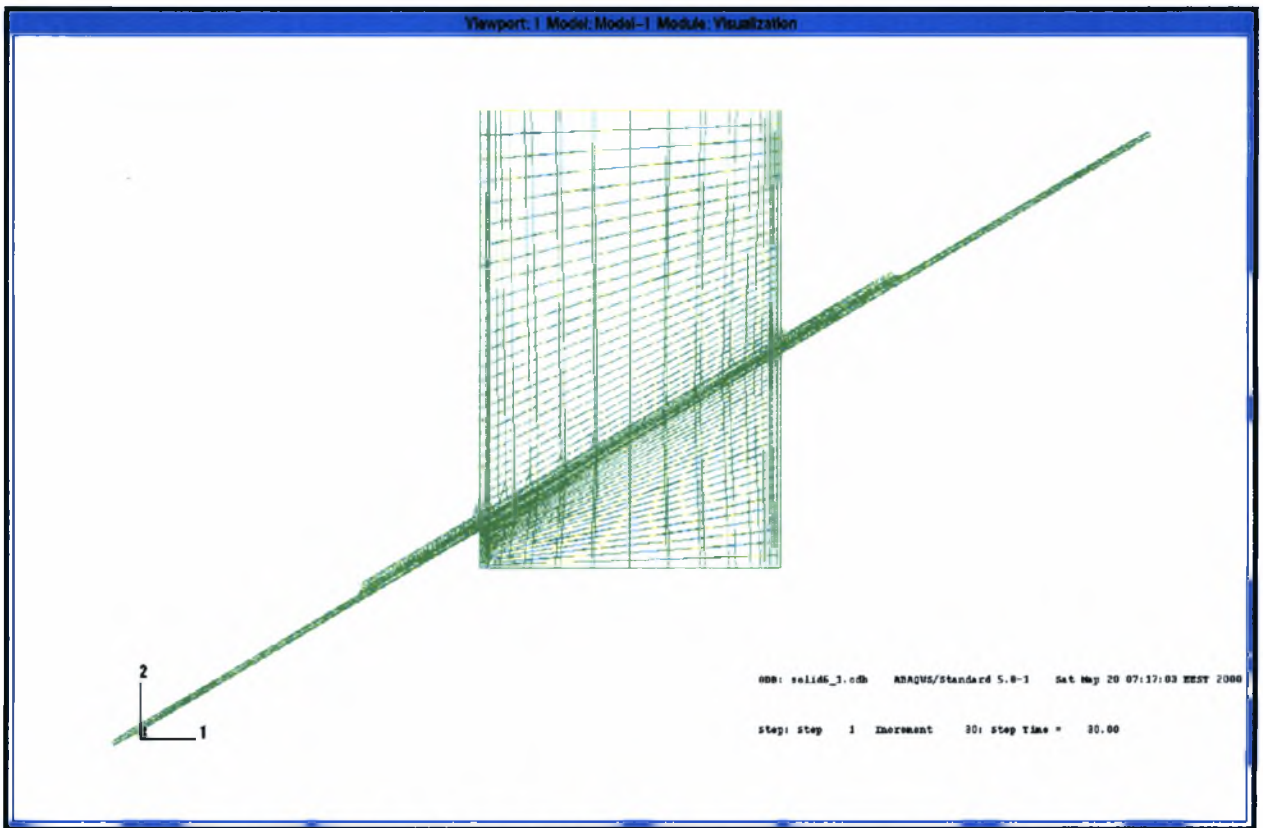 Viewport: 1 Model: Model-1 Module: Visualization
2
1
ODB: solid6_1.odb ABAQUS/Standard 5.8-1 Sat May 20 07:17:03 EEST 2000
Step: Step 1 Increment 30: Step Time = 30.00